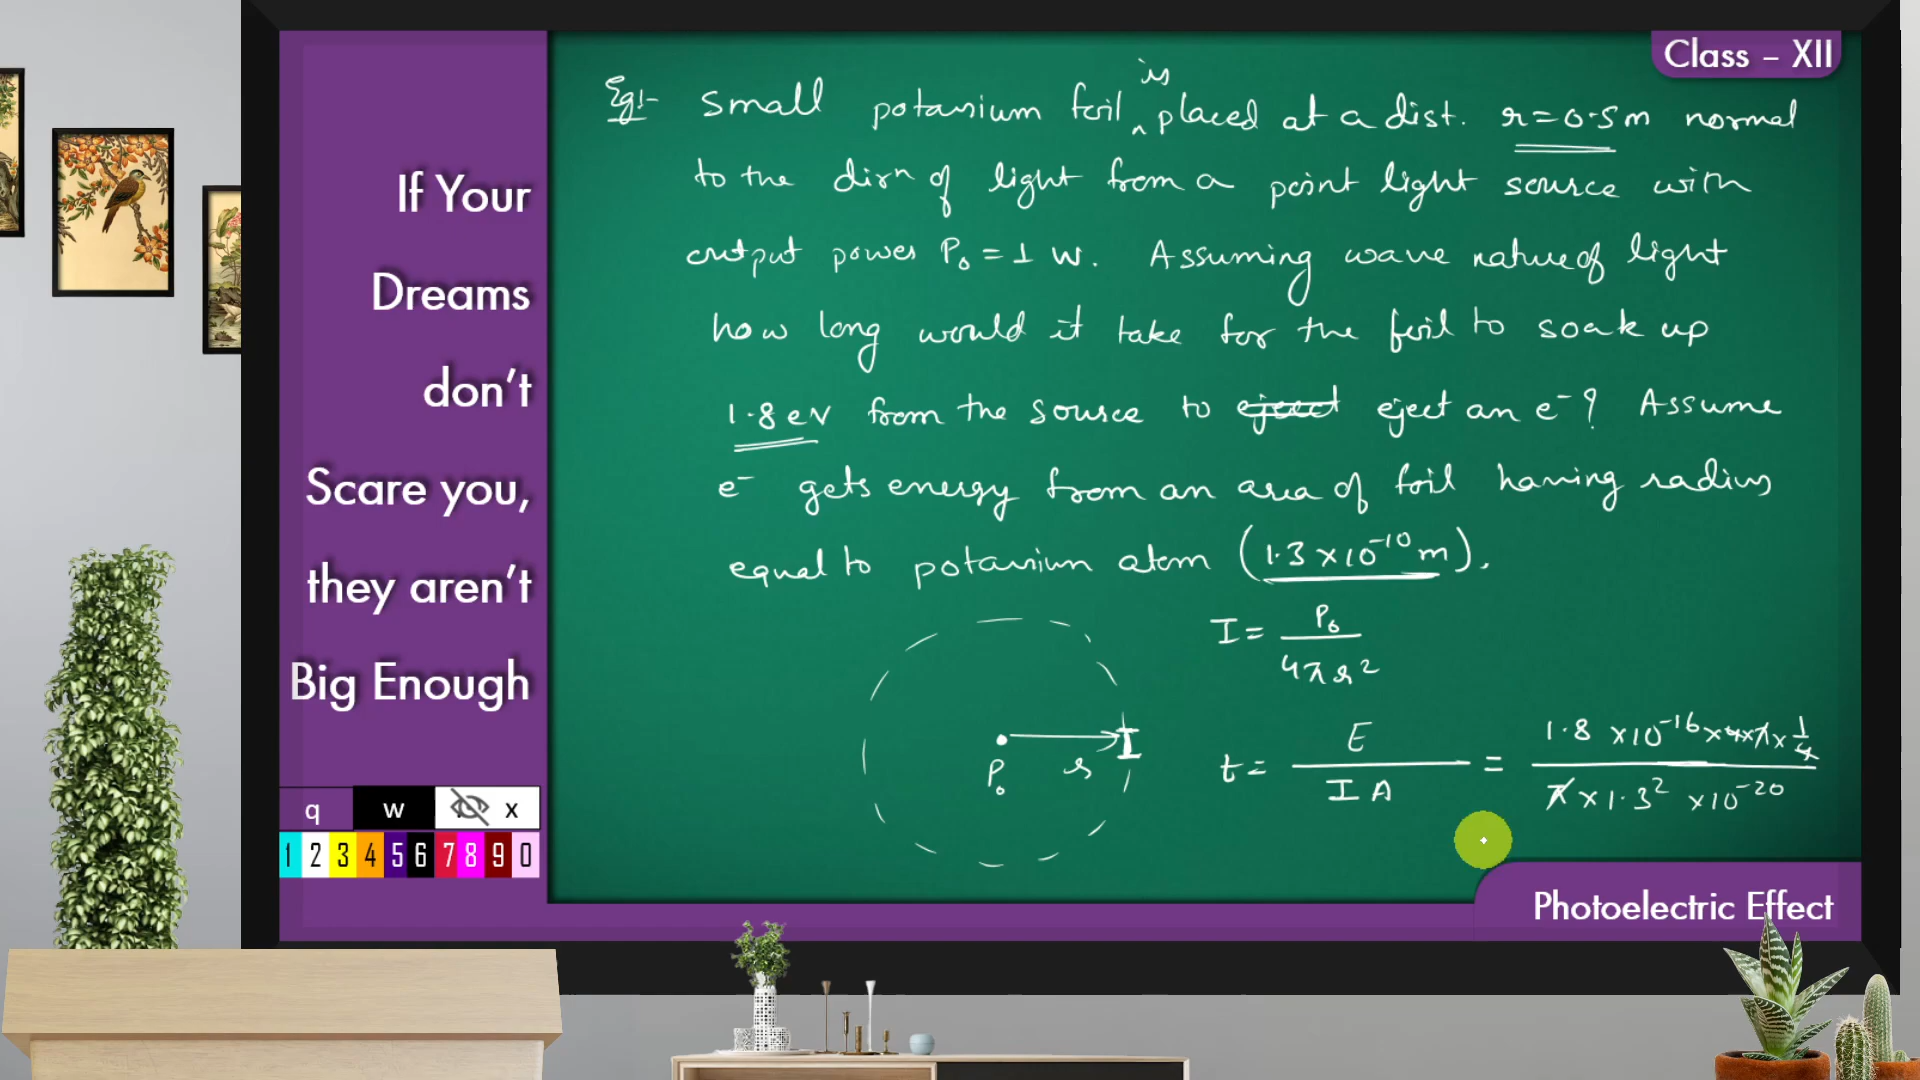 Class – XII
If Your
Dreams
don't
Scare you,
they aren't
Big Enough
Eg:- Small potassium foil is placed at a dist. r = 0.5m normal
to the dirn of light from a point light source with
output power P₀ = 1 W. Assuming wave nature of light
how long would it take for the foil to soak up
1.8 eV from the source to eject eject an e⁻? Assume
e⁻ gets energy from an area of foil having radius
equal to potassium atom (1.3 × 10⁻¹⁰ m).
I = P₀ / 4πr²
P₀ r I
t = E / I A = 1.8 × 10⁻¹⁶ × 4 × π × 1/4 / π × 1.3² × 10⁻²⁰
q w x
1 2 3 4 5 6 7 8 9 0
Photoelectric Effect